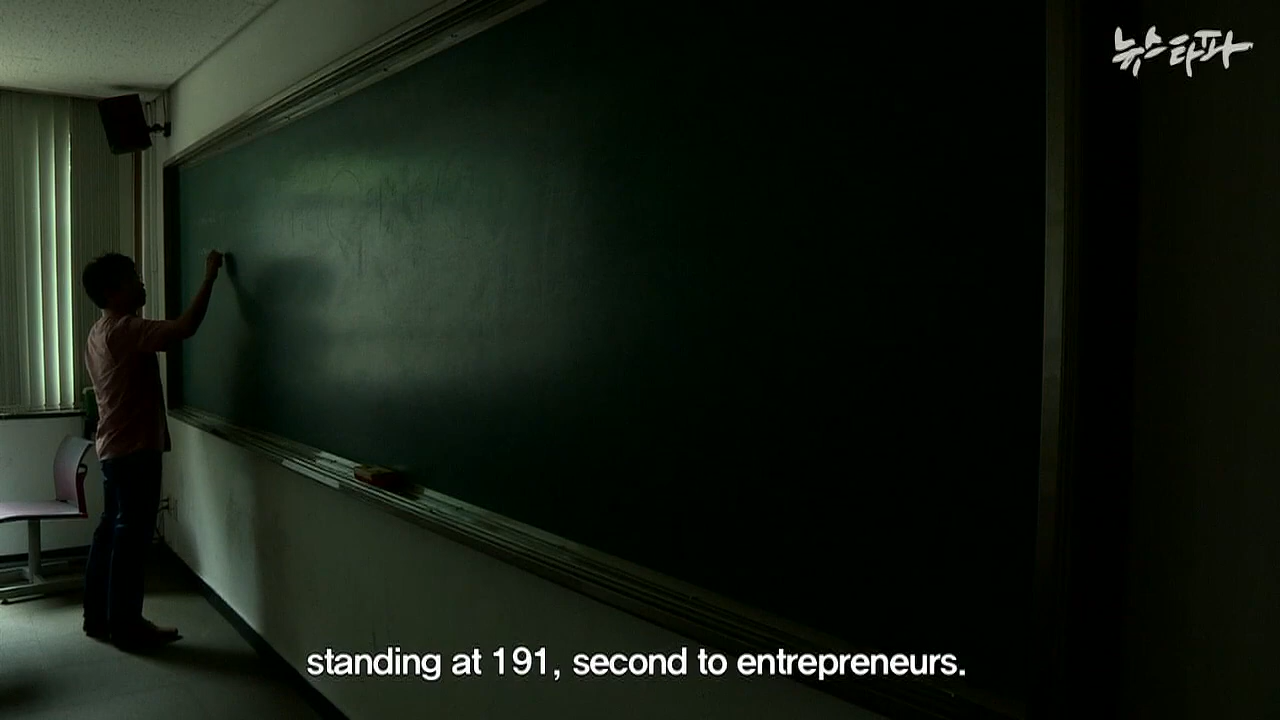 뉴스타파
standing at 191, second to entrepreneurs.